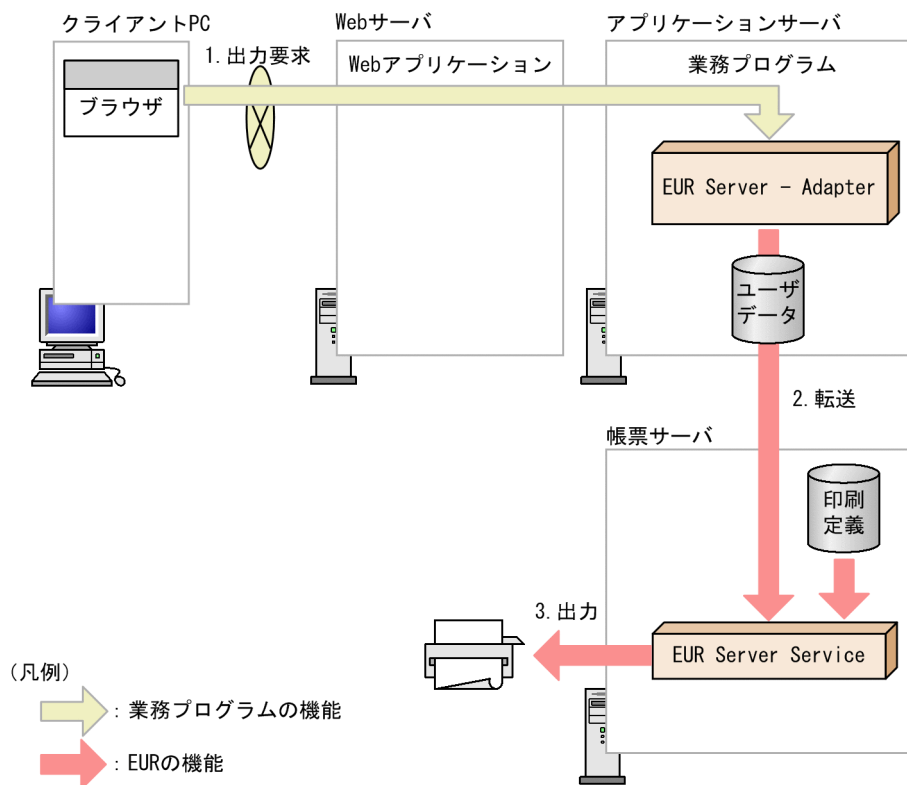 クライアントPC
Webサーバ
アプリケーションサーバ
1.出力要求
Webアプリケーション
業務プログラム
ブラウザ
EUR Server − Adapter
ユーザ
データ
2.転送
帳票サーバ
印刷
定義
3.出力
EUR Server Service
(凡例)
：業務プログラムの機能
：EURの機能